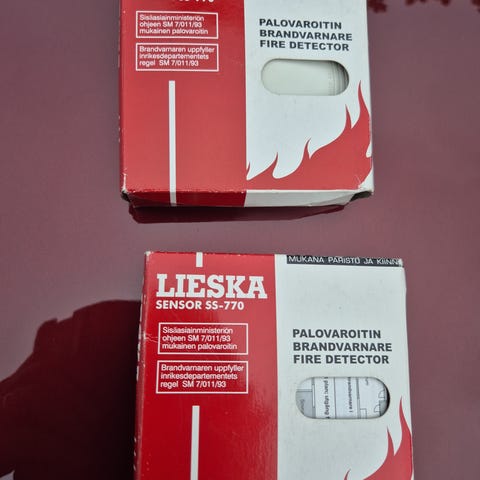 Sisäasiainministeriön
ohjeen SM 7/011/93
mukainen palovaroitin
Brandvarnaren uppfyller
inrikesdepartementets
regel SM 7/011/93
PALOVAROITIN
BRANDVARNARE
FIRE DETECTOR
MUKANA PARISTO JA KIINN
LIESKA
SENSOR SS-770
Sisäasiainministeriön
ohjeen SM 7/011/93
mukainen palovaroitin
Brandvarnaren uppfyller
inrikesdepartementets
regel SM 7/011/93
PALOVAROITIN
BRANDVARNARE
FIRE DETECTOR